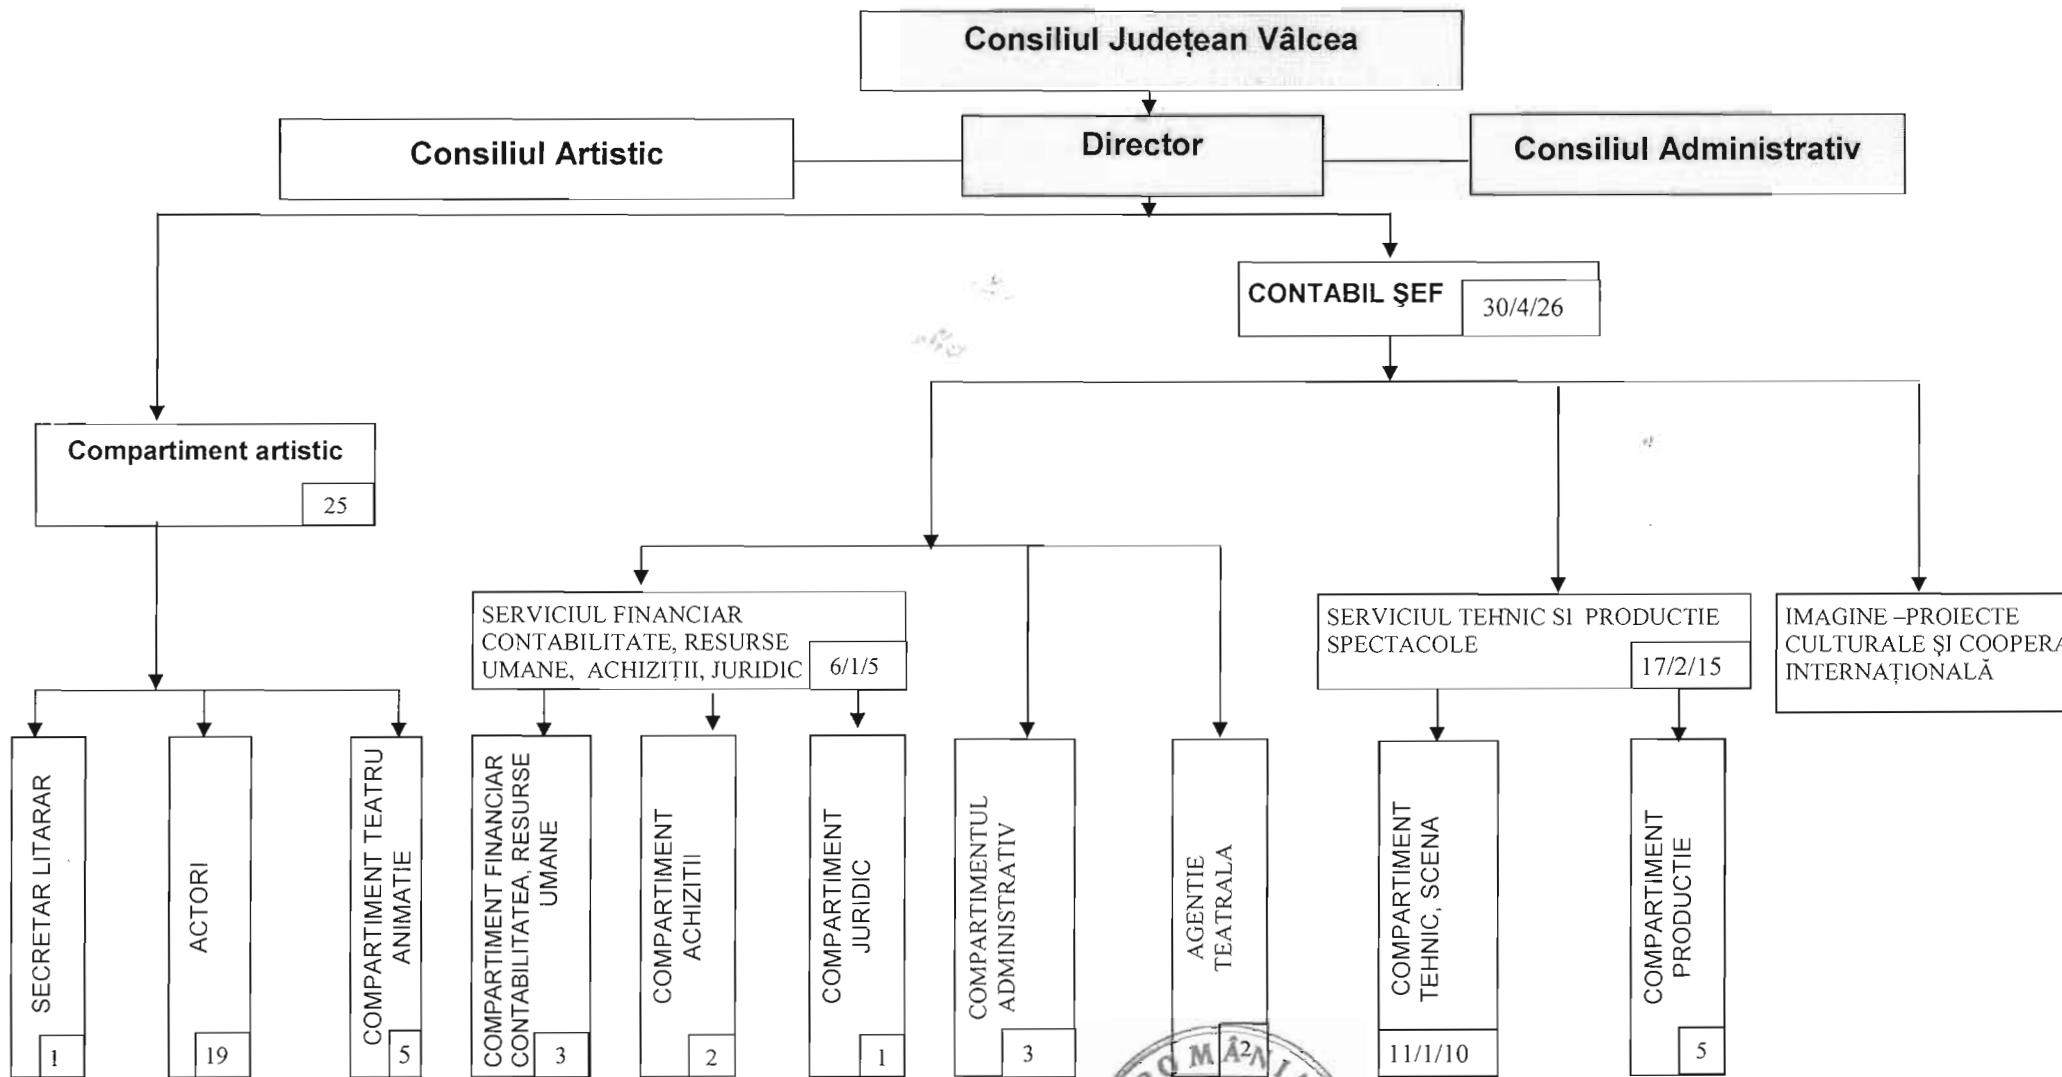 Consiliul Județean Vâlcea
Consiliul Artistic
Director
Consiliul Administrativ
CONTABIL ŞEF
30/4/26
Compartiment artistic
25
SERVICIUL FINANCIAR
CONTABILITATE, RESURSE
UMANE, ACHIZIȚII, JURIDIC
6/1/5
SERVICIUL TEHNIC SI PRODUCTIE
SPECTACOLE
17/2/15
IMAGINE –PROIECTE
CULTURALE ŞI COOPERA
INTERNAȚIONALĂ
SECRETAR LITARAR
1
ACTORI
19
COMPARTIMENT TEATRU
ANIMATIE
5
COMPARTIMENT FINANCIAR
CONTABILITATEA, RESURSE
UMANE
3
COMPARTIMENT
ACHIZITII
2
COMPARTIMENT
JURIDIC
1
COMPARTIMENTUL
ADMINISTRATIV
3
AGENTIE
TEATRALA
2
COMPARTIMENT
TEHNIC, SCENA
11/1/10
COMPARTIMENT
PRODUCTIE
5